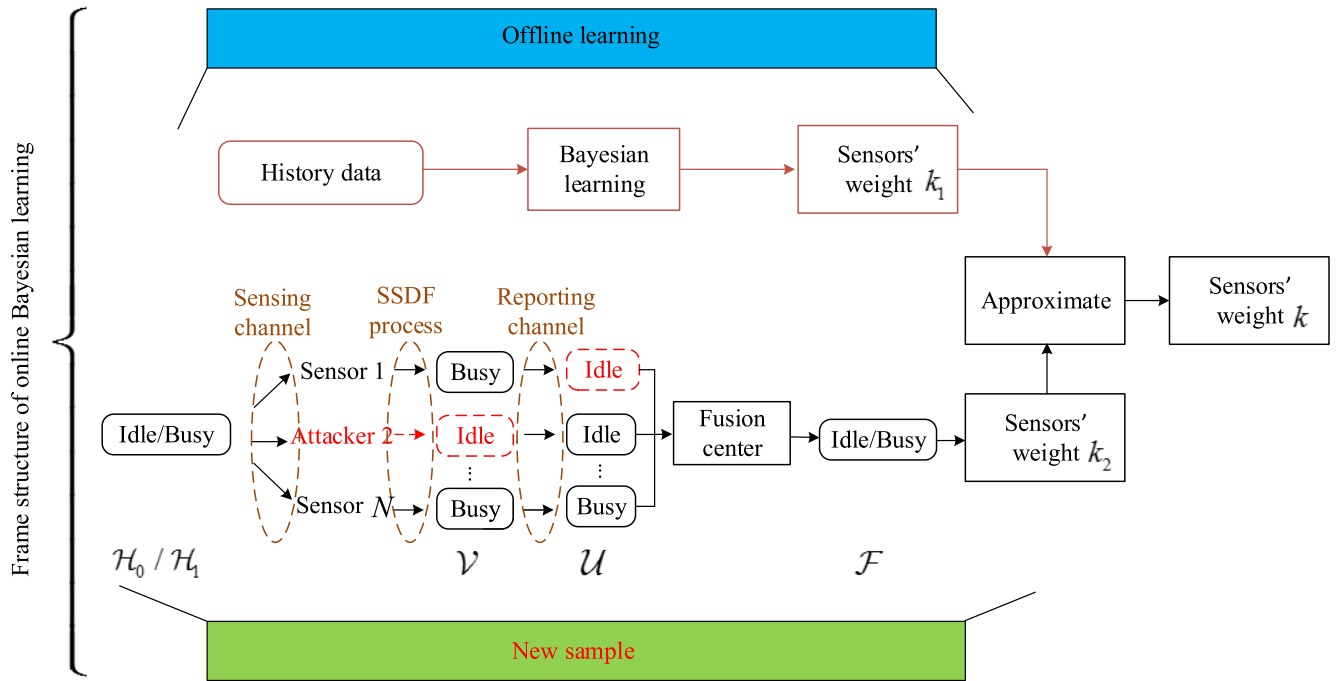 Frame structure of online Bayesian learning
Offline learning
History data
Bayesian
learning
Sensors'
weight k₁
Approximate
Sensors'
weight k
Sensing
channel
SSDF
process
Reporting
channel
Idle/Busy
Sensor 1
Busy
Idle
Attacker 2
Idle
Idle
⋮
⋮
Sensor N
Busy
Busy
Fusion
center
Idle/Busy
Sensors'
weight k₂
ℋ₀ / ℋ₁
𝒱
𝒰
ℱ
New sample